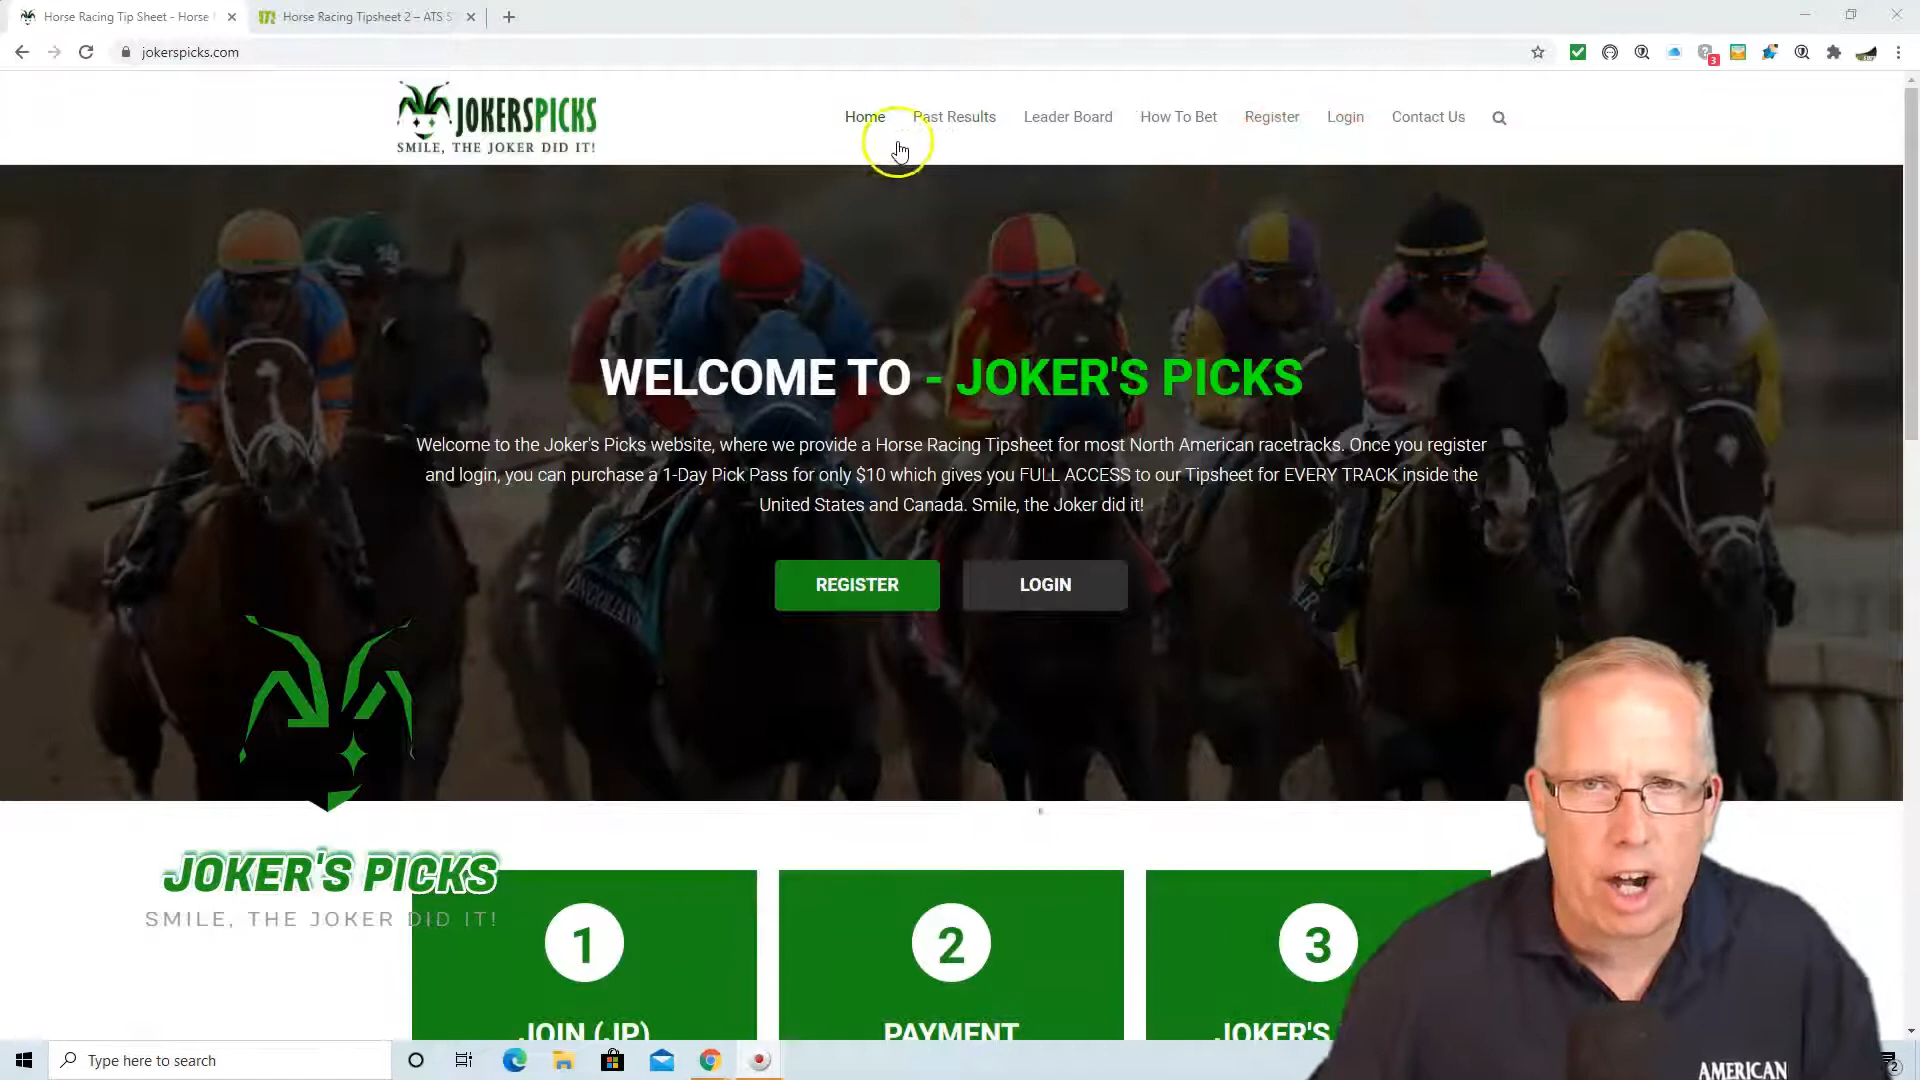 Horse Racing Tip Sheet - Horse
Horse Racing Tipsheet 2 – ATS S
jokerspicks.com
3
JOKERSPICKS
SMILE, THE JOKER DID IT!
Home
Past Results
Leader Board
How To Bet
Register
Login
Contact Us
WELCOME TO - JOKER'S PICKS
Welcome to the Joker's Picks website, where we provide a Horse Racing Tipsheet for most North American racetracks. Once you register
and login, you can purchase a 1-Day Pick Pass for only $10 which gives you FULL ACCESS to our Tipsheet for EVERY TRACK inside the
United States and Canada. Smile, the Joker did it!
REGISTER
LOGIN
JOKER'S PICKS
SMILE, THE JOKER DID IT!
1
2
3
JOIN (JP)
PAYMENT
JOKER'S
AMERICAN
Type here to search
2